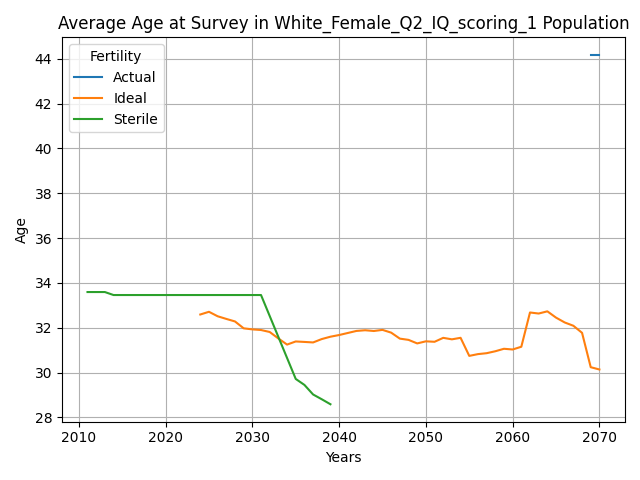 Average Age at Survey in White_Female_Q2_IQ_scoring_1 Population
Fertility
Actual
Ideal
Sterile
Age
44
42
40
38
36
34
32
30
28
2010
2020
2030
2040
2050
2060
2070
Years